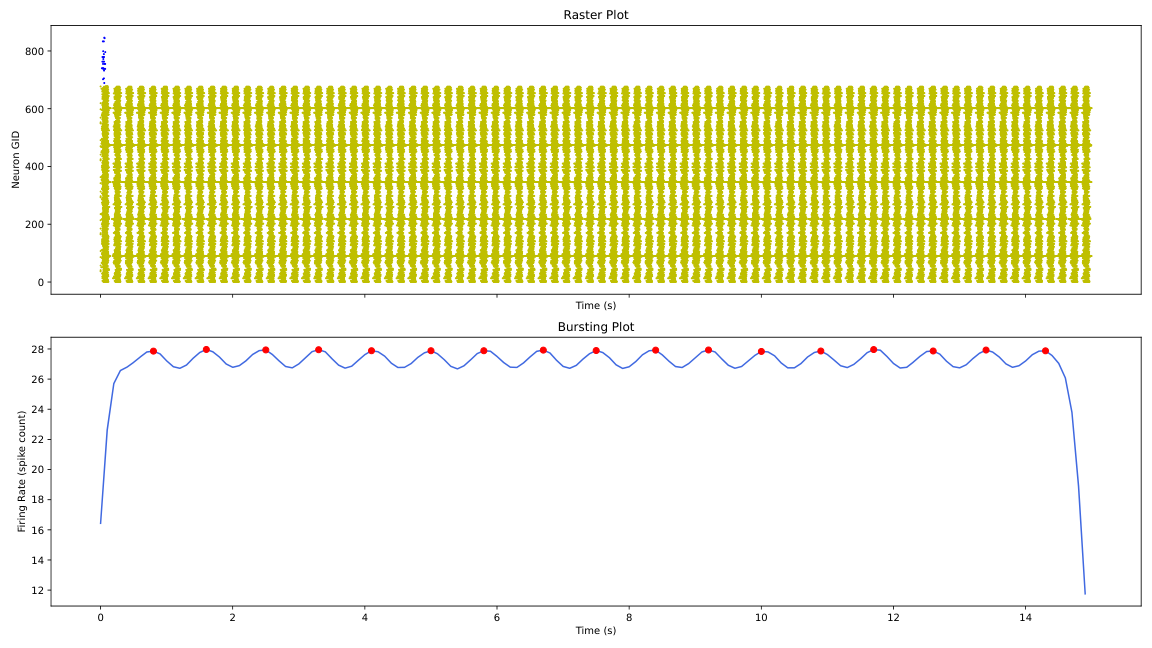 Raster Plot
800
600
400
200
0
Neuron GID
Time (s)
Bursting Plot
28
26
24
22
20
18
16
14
12
Firing Rate (spike count)
0 2 4 6 8 10 12 14
Time (s)